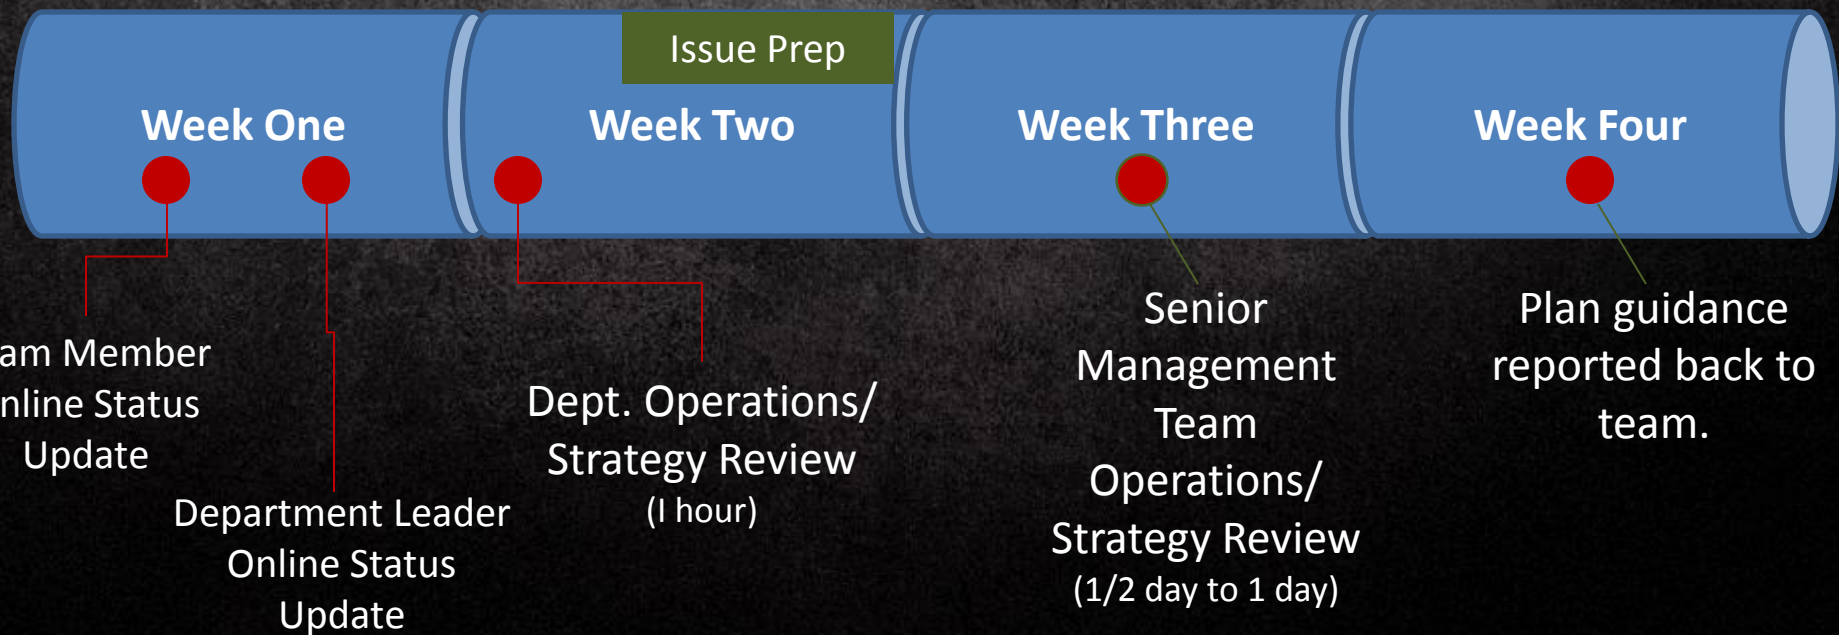 Issue Prep
Week One
Week Two
Week Three
Week Four
am Member
nline Status
Update
Department Leader
Online Status
Update
Dept. Operations/
Strategy Review
(I hour)
Senior
Management
Team
Operations/
Strategy Review
(1/2 day to 1 day)
Plan guidance
reported back to
team.